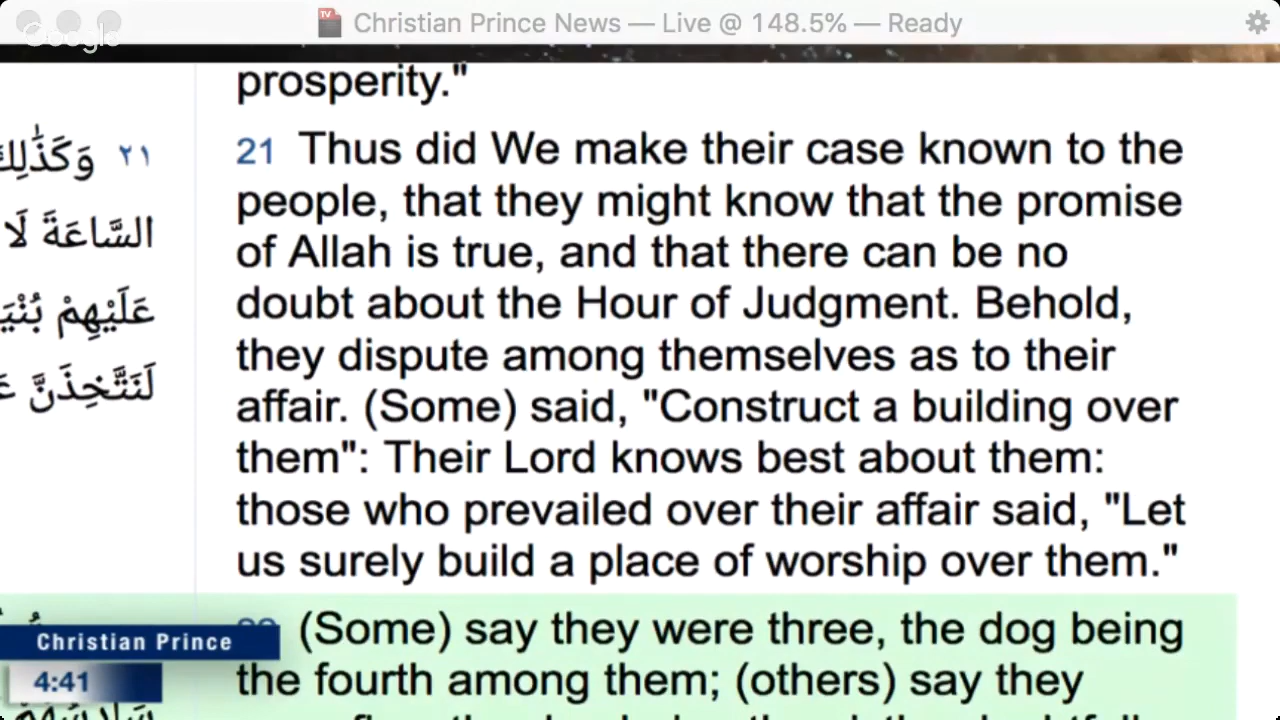 Christian Prince News — Live @ 148.5% — Ready
Google
prosperity."
٢١ وَكَذَٰلِكَ
السَّاعَةَ لَا
عَلَيْهِمْ
لَنَتَّخِذَنَّ
21 Thus did We make their case known to the
people, that they might know that the promise
of Allah is true, and that there can be no
doubt about the Hour of Judgment. Behold,
they dispute among themselves as to their
affair. (Some) said, "Construct a building over
them": Their Lord knows best about them:
those who prevailed over their affair said, "Let
us surely build a place of worship over them."
(Some) say they were three, the dog being
the fourth among them; (others) say they
Christian Prince
4:41